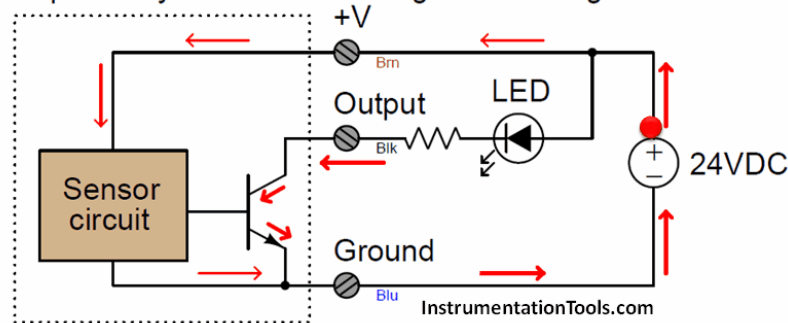 +V
Brn
Output
LED
Blk
24VDC
+
−
Sensor
circuit
Ground
Blu
InstrumentationTools.com